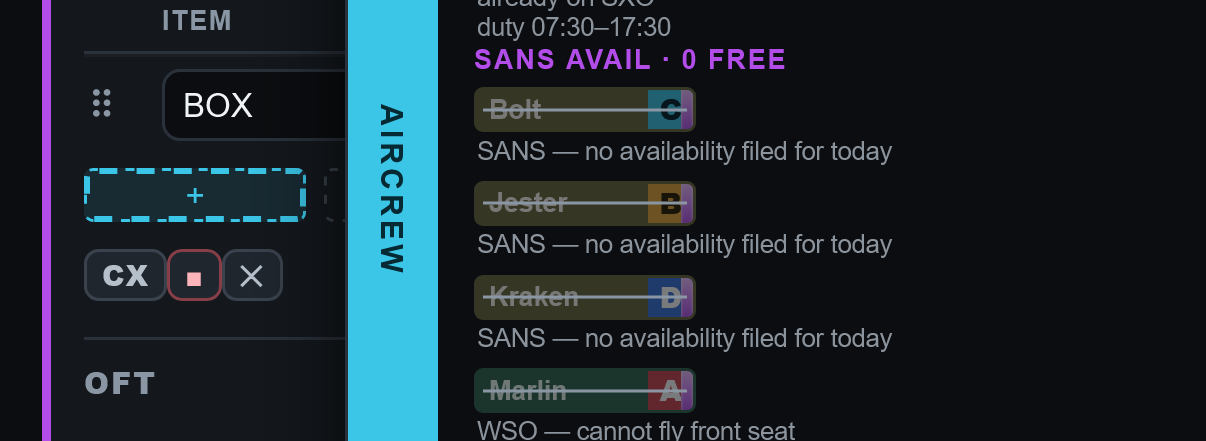 ITEM
BOX
+
CX
OFT
AIRCREW
duty 07:30–17:30
SANS AVAIL · 0 FREE
Bolt C
SANS — no availability filed for today
Jester B
SANS — no availability filed for today
Kraken D
SANS — no availability filed for today
Marlin A
WSO — cannot fly front seat